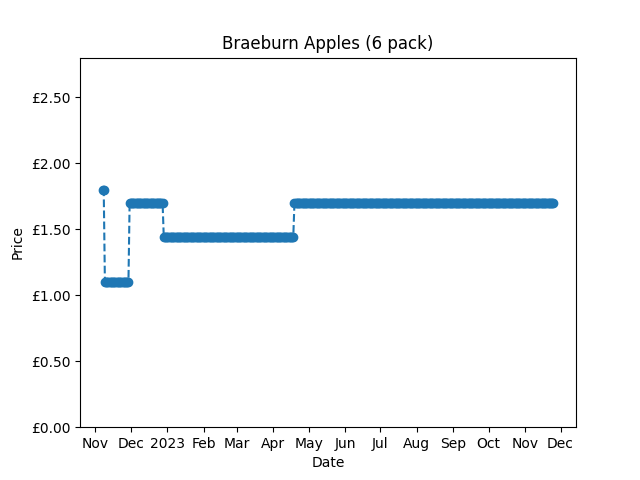 Braeburn Apples (6 pack)
£2.50
£2.00
£1.50
£1.00
£0.50
£0.00
Price
Nov Dec 2023 Feb Mar Apr May Jun Jul Aug Sep Oct Nov Dec
Date